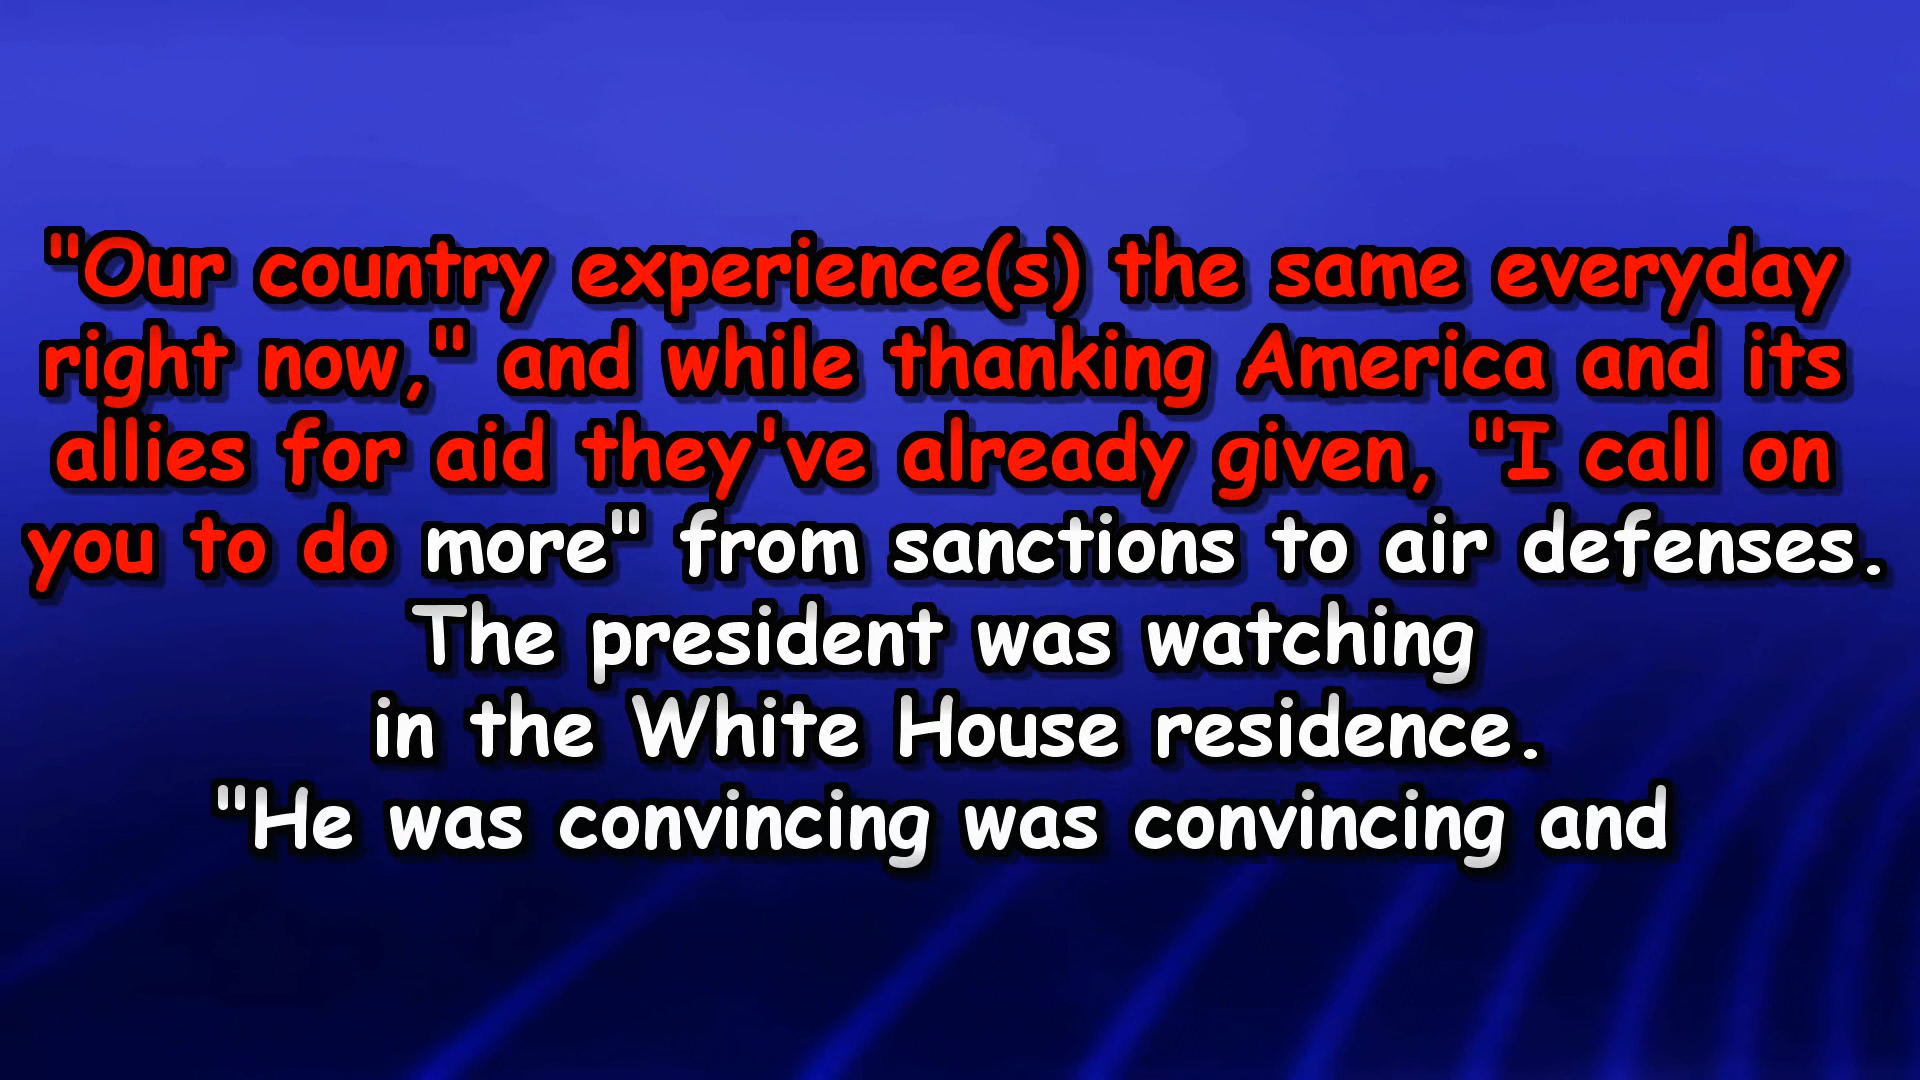 "Our country experience(s) the same everyday
right now," and while thanking America and its
allies for aid they've already given, "I call on
you to do more" from sanctions to air defenses.
The president was watching
in the White House residence.
"He was convincing was convincing and